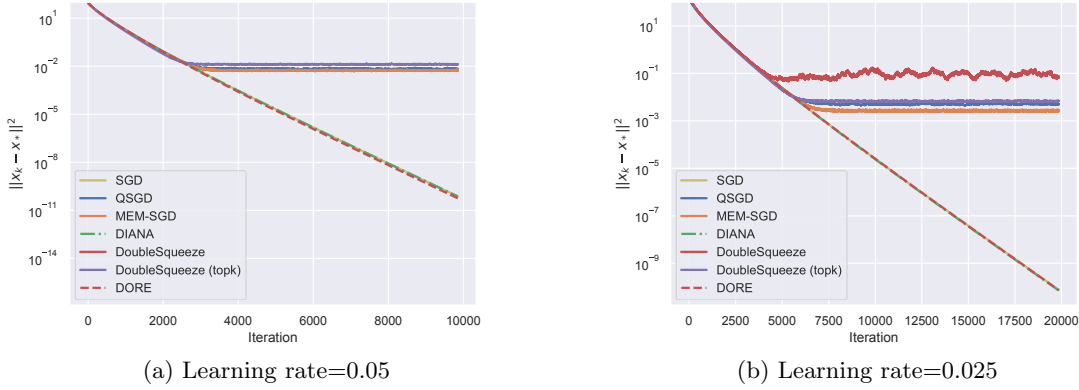 10^1
10^-2
10^-5
10^-8
10^-11
10^-14
||x_k − x_*||^2
SGD
QSGD
MEM-SGD
DIANA
DoubleSqueeze
DoubleSqueeze (topk)
DORE
0 2000 4000 6000 8000 10000
Iteration
(a) Learning rate=0.05
10^1
10^-1
10^-3
10^-5
10^-7
10^-9
||x_k − x_*||^2
SGD
QSGD
MEM-SGD
DIANA
DoubleSqueeze
DoubleSqueeze (topk)
DORE
0 2500 5000 7500 10000 12500 15000 17500 20000
Iteration
(b) Learning rate=0.025